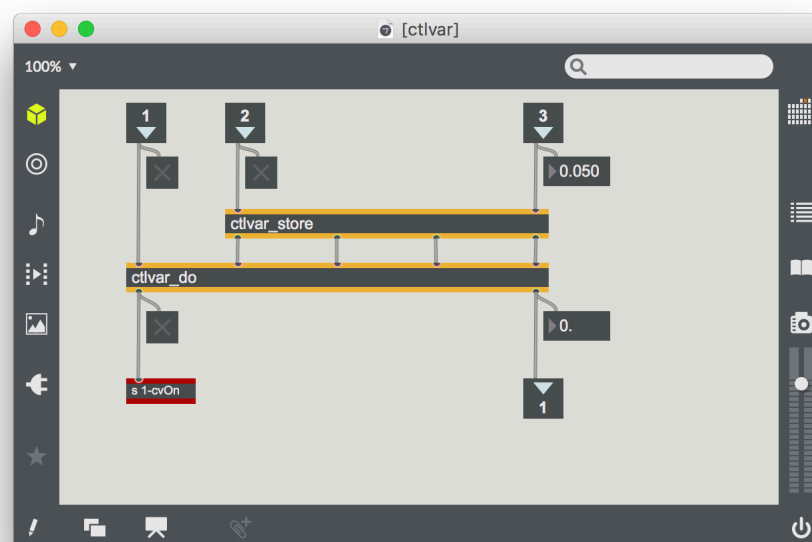 [ctlvar]
100%
1
2
3
0.050
ctlvar_store
ctlvar_do
0.
s 1-cvOn
1